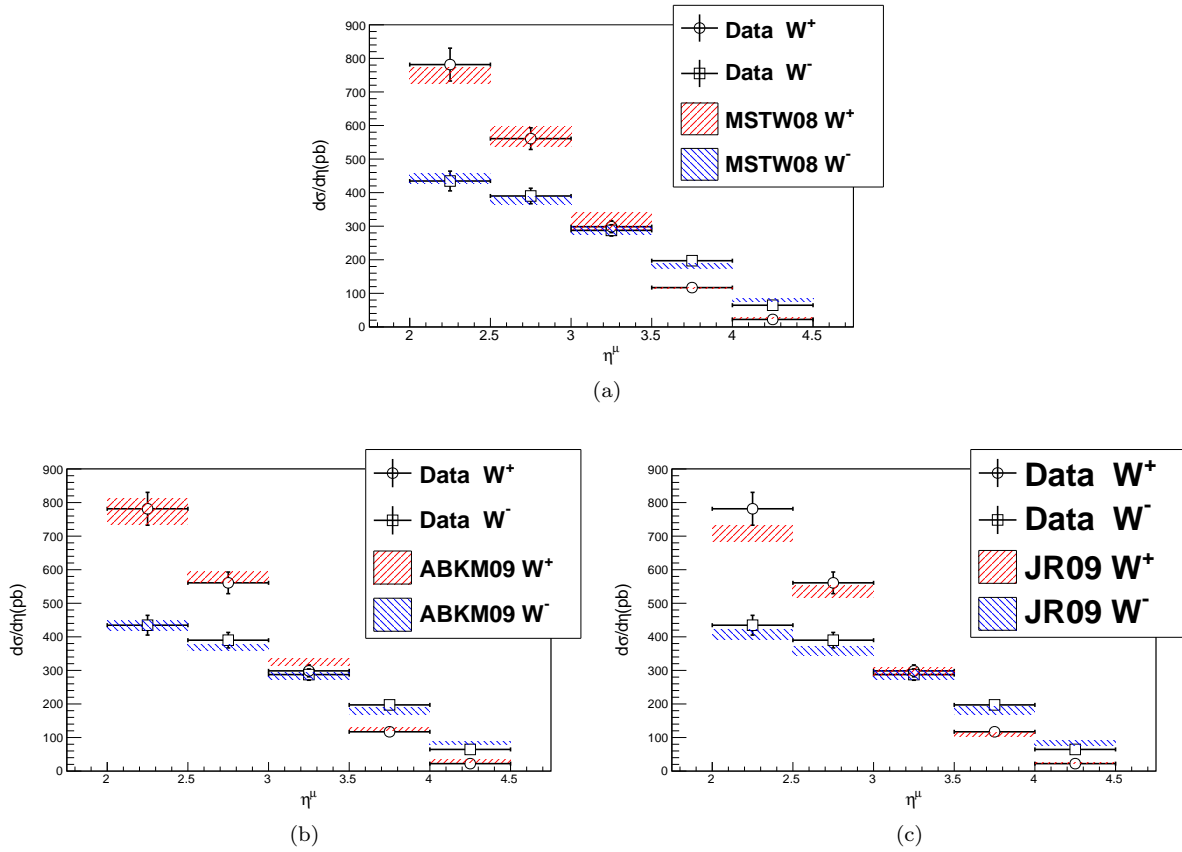 900
800
700
600
500
400
300
200
100
0
dσ/dη(pb)
2 2.5 3 3.5 4 4.5
η^μ
Data W^+
Data W^-
MSTW08 W^+
MSTW08 W^-
(a)
900
800
700
600
500
400
300
200
100
0
dσ/dη(pb)
2 2.5 3 3.5 4 4.5
η^μ
Data W^+
Data W^-
ABKM09 W^+
ABKM09 W^-
(b)
900
800
700
600
500
400
300
200
100
0
dσ/dη(pb)
2 2.5 3 3.5 4 4.5
η^μ
Data W^+
Data W^-
JR09 W^+
JR09 W^-
(c)